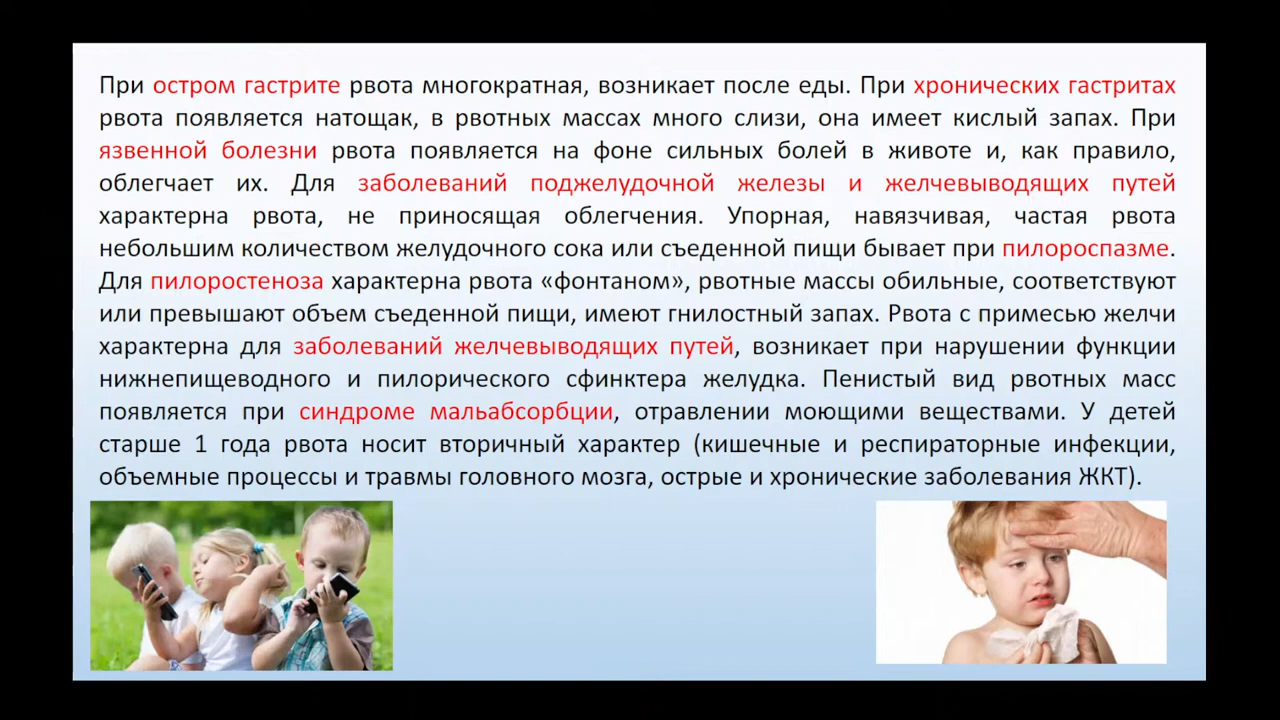 При остром гастрите рвота многократная, возникает после еды. При хронических гастритах
рвота появляется натощак, в рвотных массах много слизи, она имеет кислый запах. При
язвенной болезни рвота появляется на фоне сильных болей в животе и, как правило,
облегчает их. Для заболеваний поджелудочной железы и желчевыводящих путей
характерна рвота, не приносящая облегчения. Упорная, навязчивая, частая рвота
небольшим количеством желудочного сока или съеденной пищи бывает при пилороспазме.
Для пилоростеноза характерна рвота «фонтаном», рвотные массы обильные, соответствуют
или превышают объем съеденной пищи, имеют гнилостный запах. Рвота с примесью желчи
характерна для заболеваний желчевыводящих путей, возникает при нарушении функции
нижнепищеводного и пилорического сфинктера желудка. Пенистый вид рвотных масс
появляется при синдроме мальабсорбции, отравлении моющими веществами. У детей
старше 1 года рвота носит вторичный характер (кишечные и респираторные инфекции,
объемные процессы и травмы головного мозга, острые и хронические заболевания ЖКТ).